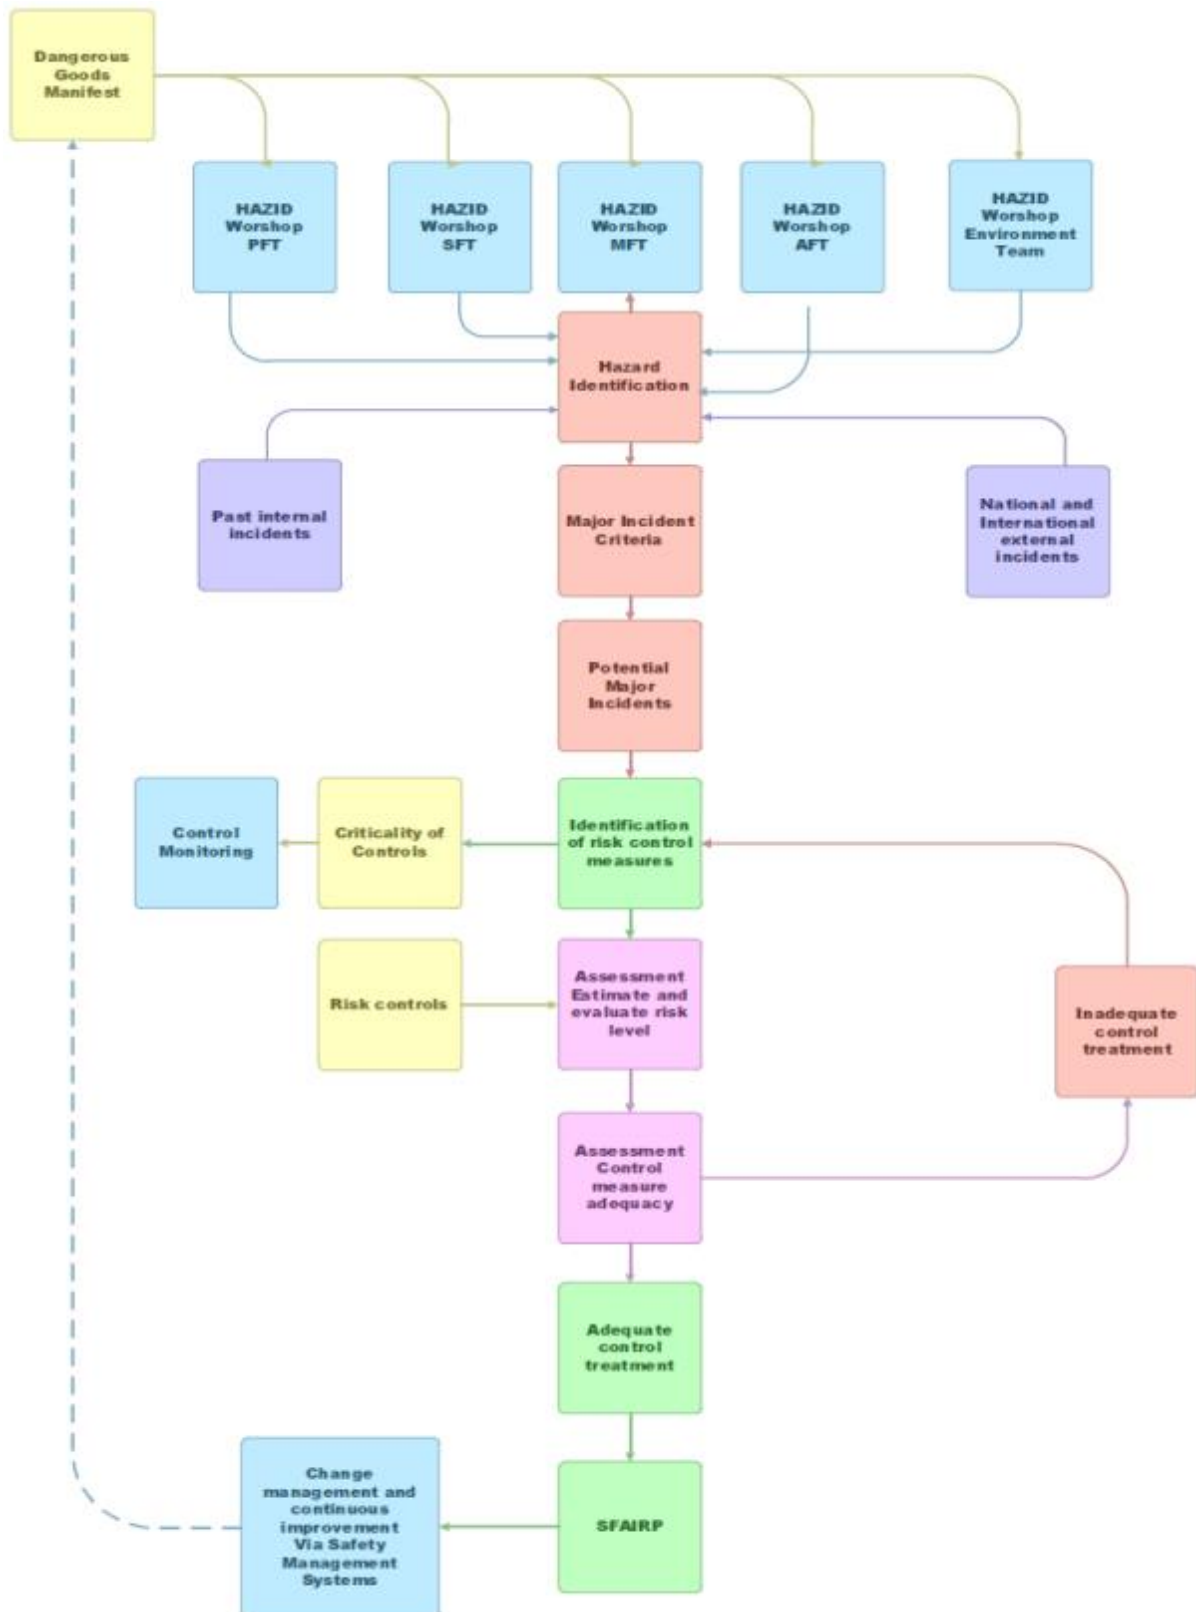 Dangerous
Goods
Manifest
HAZID
Worshop
PFT
HAZID
Worshop
SFT
HAZID
Worshop
MFT
HAZID
Worshop
AFT
HAZID
Worshop
Environment
Team
Hazard
Identification
Past internal
incidents
Major Incident
Criteria
National and
International
external
incidents
Potential
Major
Incidents
Control
Monitoring
Criticality of
Controls
Identification
of risk control
measures
Risk controls
Assessment
Estimate and
evaluate risk
level
Inadequate
control
treatment
Assessment
Control
measure
adequacy
Adequate
control
treatment
Change
management and
continuous
improvement
Via Safety
Management
Systems
SFAIRP